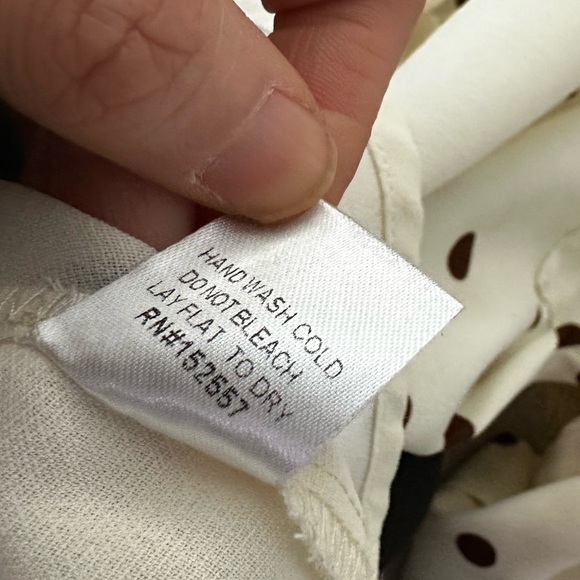 HAND WASH COLD
DO NOT BLEACH
LAY FLAT TO DRY
RN#152557